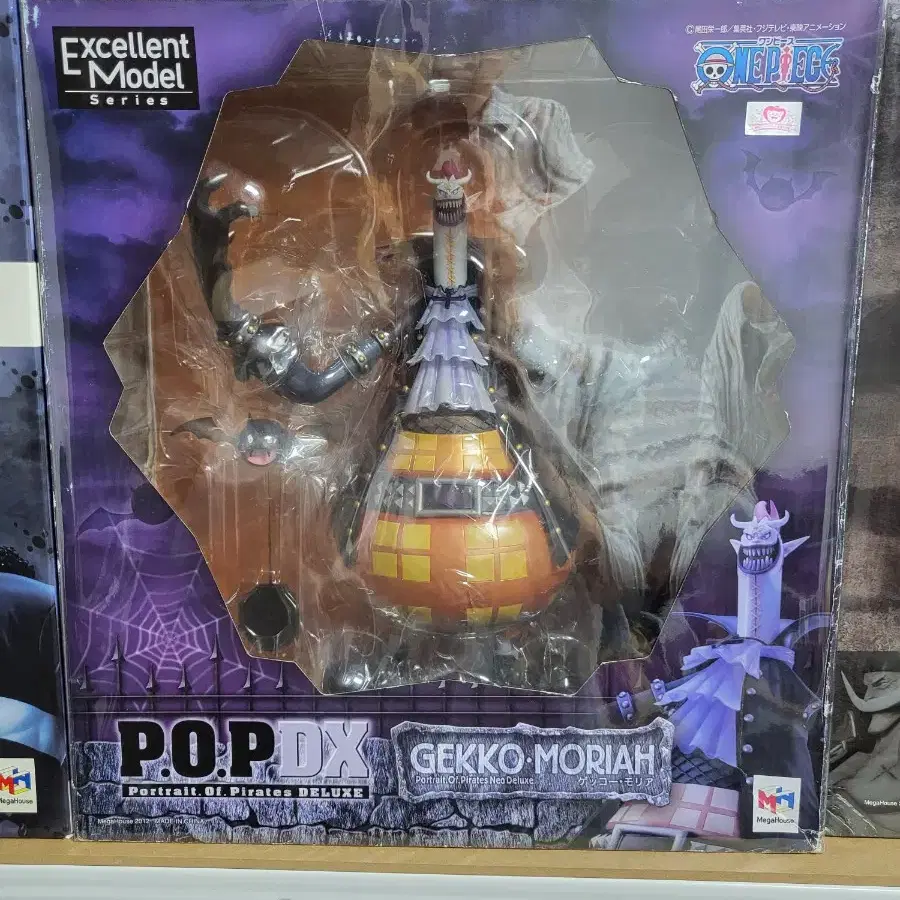 Excellent
Model
Series
©尾田栄一郎/集英社・フジテレビ・東映アニメーション
ワンピース
ONE PIECE
P.O.P DX
Portrait.Of.Pirates DELUXE
GEKKO・MORIAH
Portrait.Of.Pirates Neo Deluxe
ゲッコー・モリア
MegaHouse
MegaHouse 2012 MADE IN CHINA
MegaHouse
MegaHouse